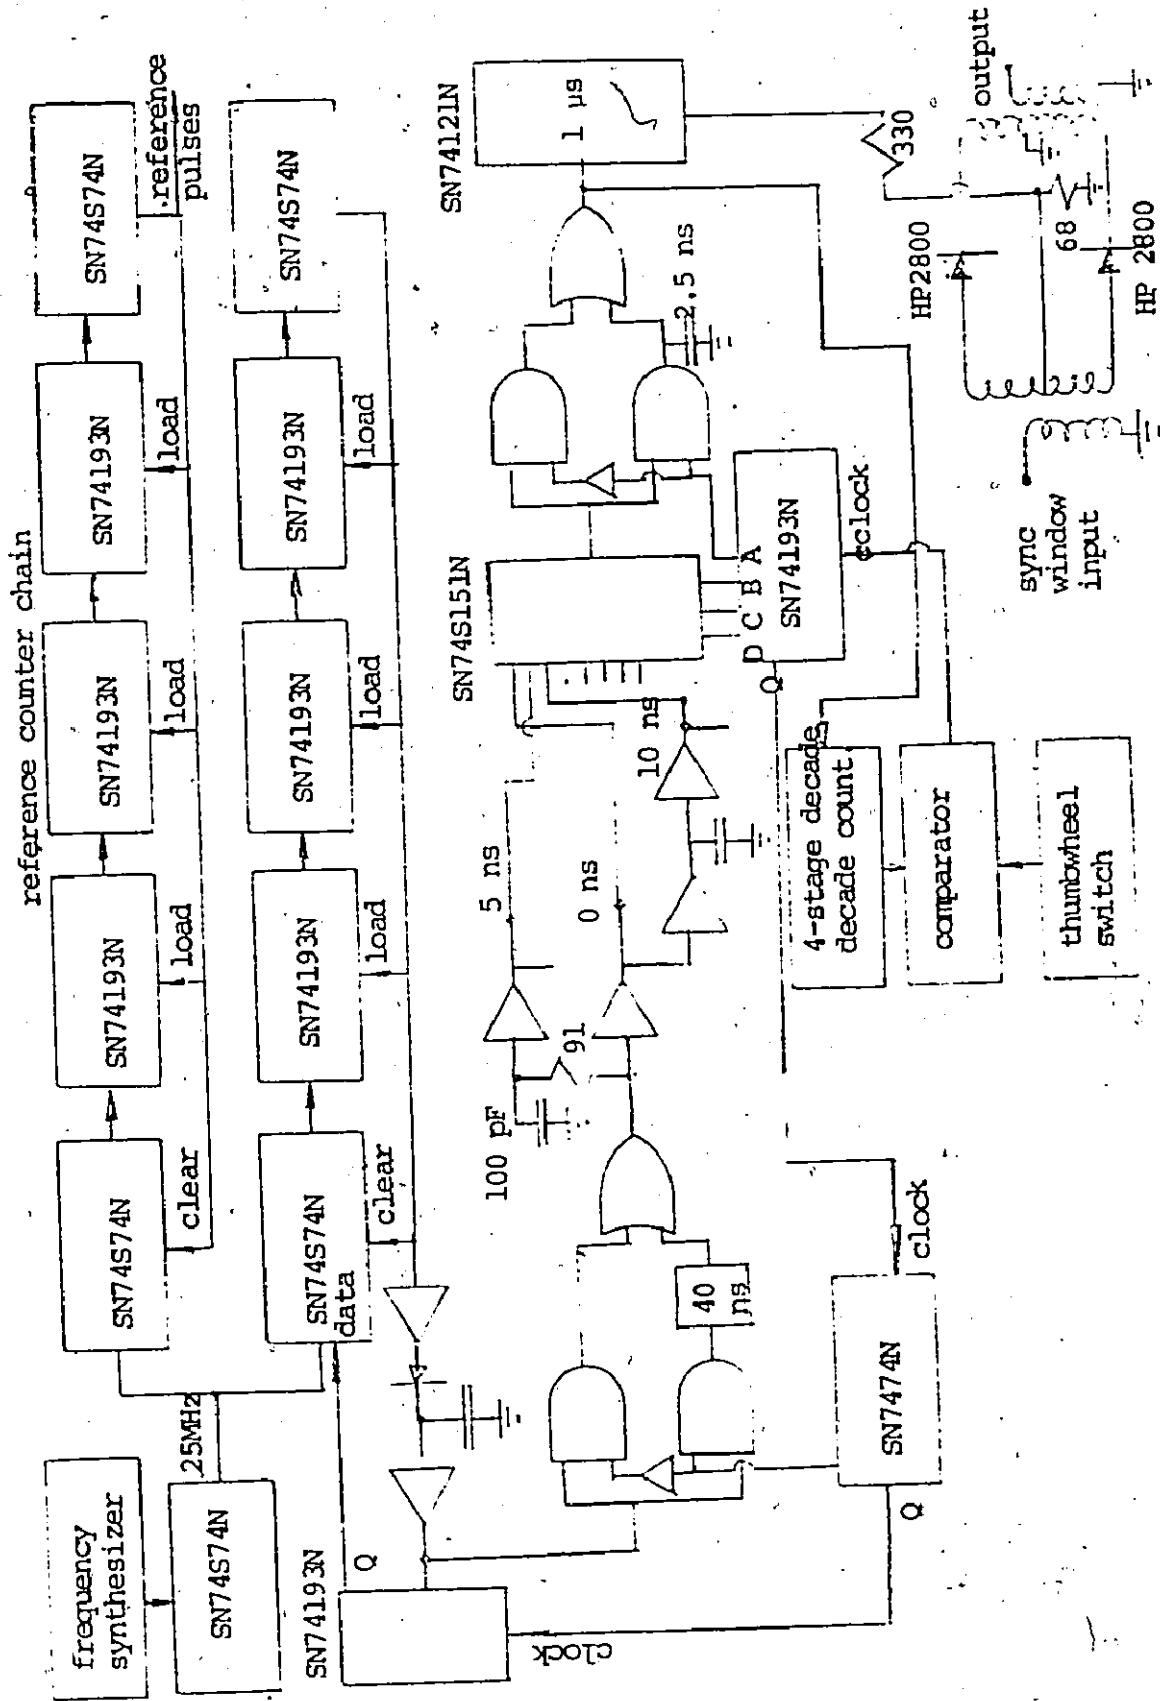 reference counter chain
frequency
synthesizer
SN74S74N
25MHz
SN74S74N
SN74193N
SN74193N
SN74193N
SN74S74N
clear
load
load
load
.reference
pulses
SN74S74N
data
SN74193N
SN74193N
SN74193N
SN74S74N
clear
load
load
load
SN74193N
Q
clock
40
ns
SN7474N
Q
clock
100 pF
91
5 ns
0 ns
10 ns
SN74S151N
D C B A
SN74193N
Q
cclock
2.5 ns
SN74121N
1 µs
330
4-stage decade
decade count
comparator
thumbwheel
switch
HP2800
68
HP 2800
output
sync
window
input